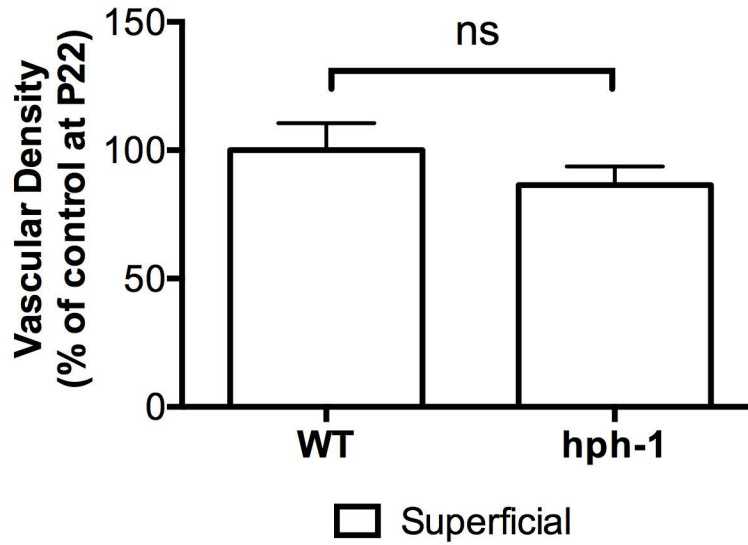 Vascular Density
(% of control at P22)
150
100
50
0
ns
WT hph-1
Superficial